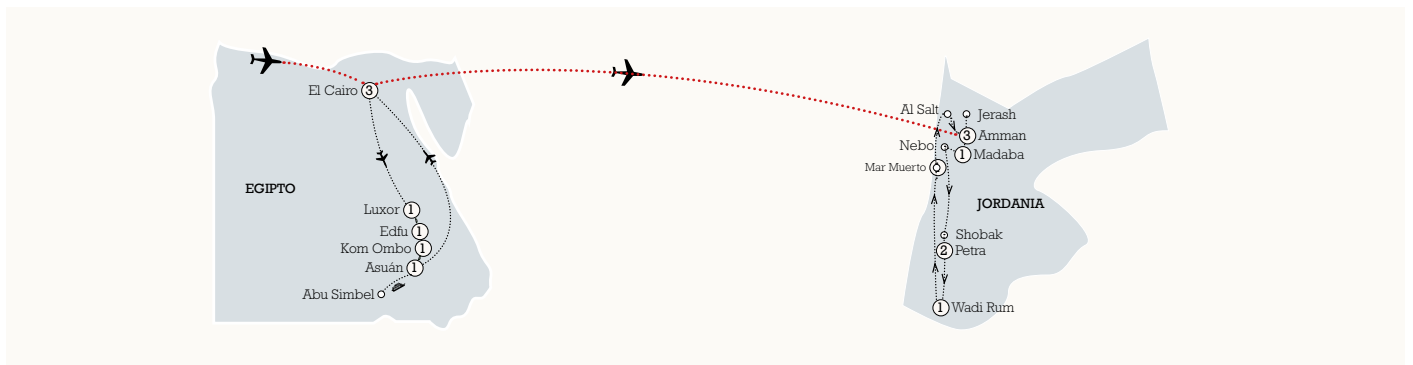 El Cairo 3
EGIPTO
Luxor 1
Edfu 1
Kom Ombo 1
Asuán 1
Abu Simbel
Al Salt
Jerash
3 Amman
Nebo
1 Madaba
Mar Muerto 0
JORDANIA
Shobak
2 Petra
1 Wadi Rum